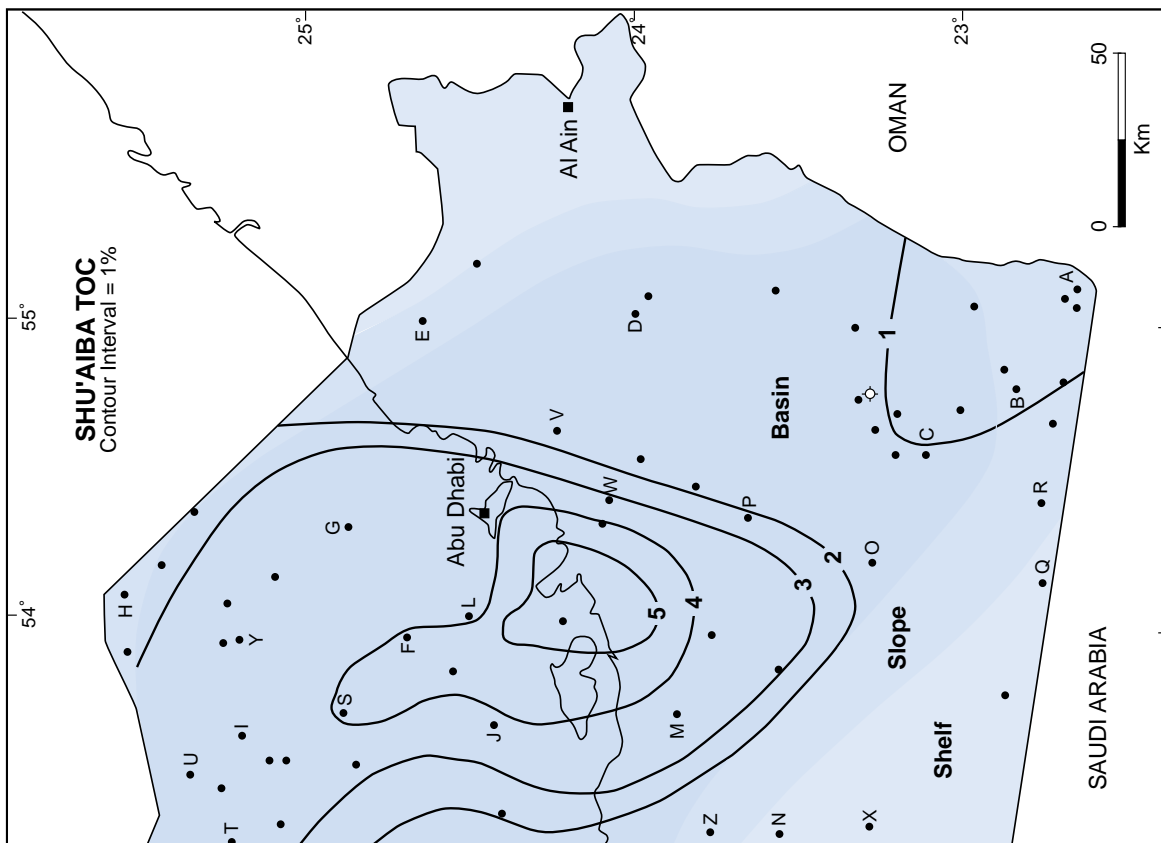 25°
24°
23°
55°
54°
SHU'AIBA TOC
Contour Interval = 1%
Al Ain
OMAN
50
0
Km
A
E
D
1
B
C
V
Basin
Abu Dhabi
G
W
P
R
H
L
O
2
3
4
5
Q
Y
F
Slope
S
I
J
M
U
Shelf
SAUDI ARABIA
T
Z
N
X